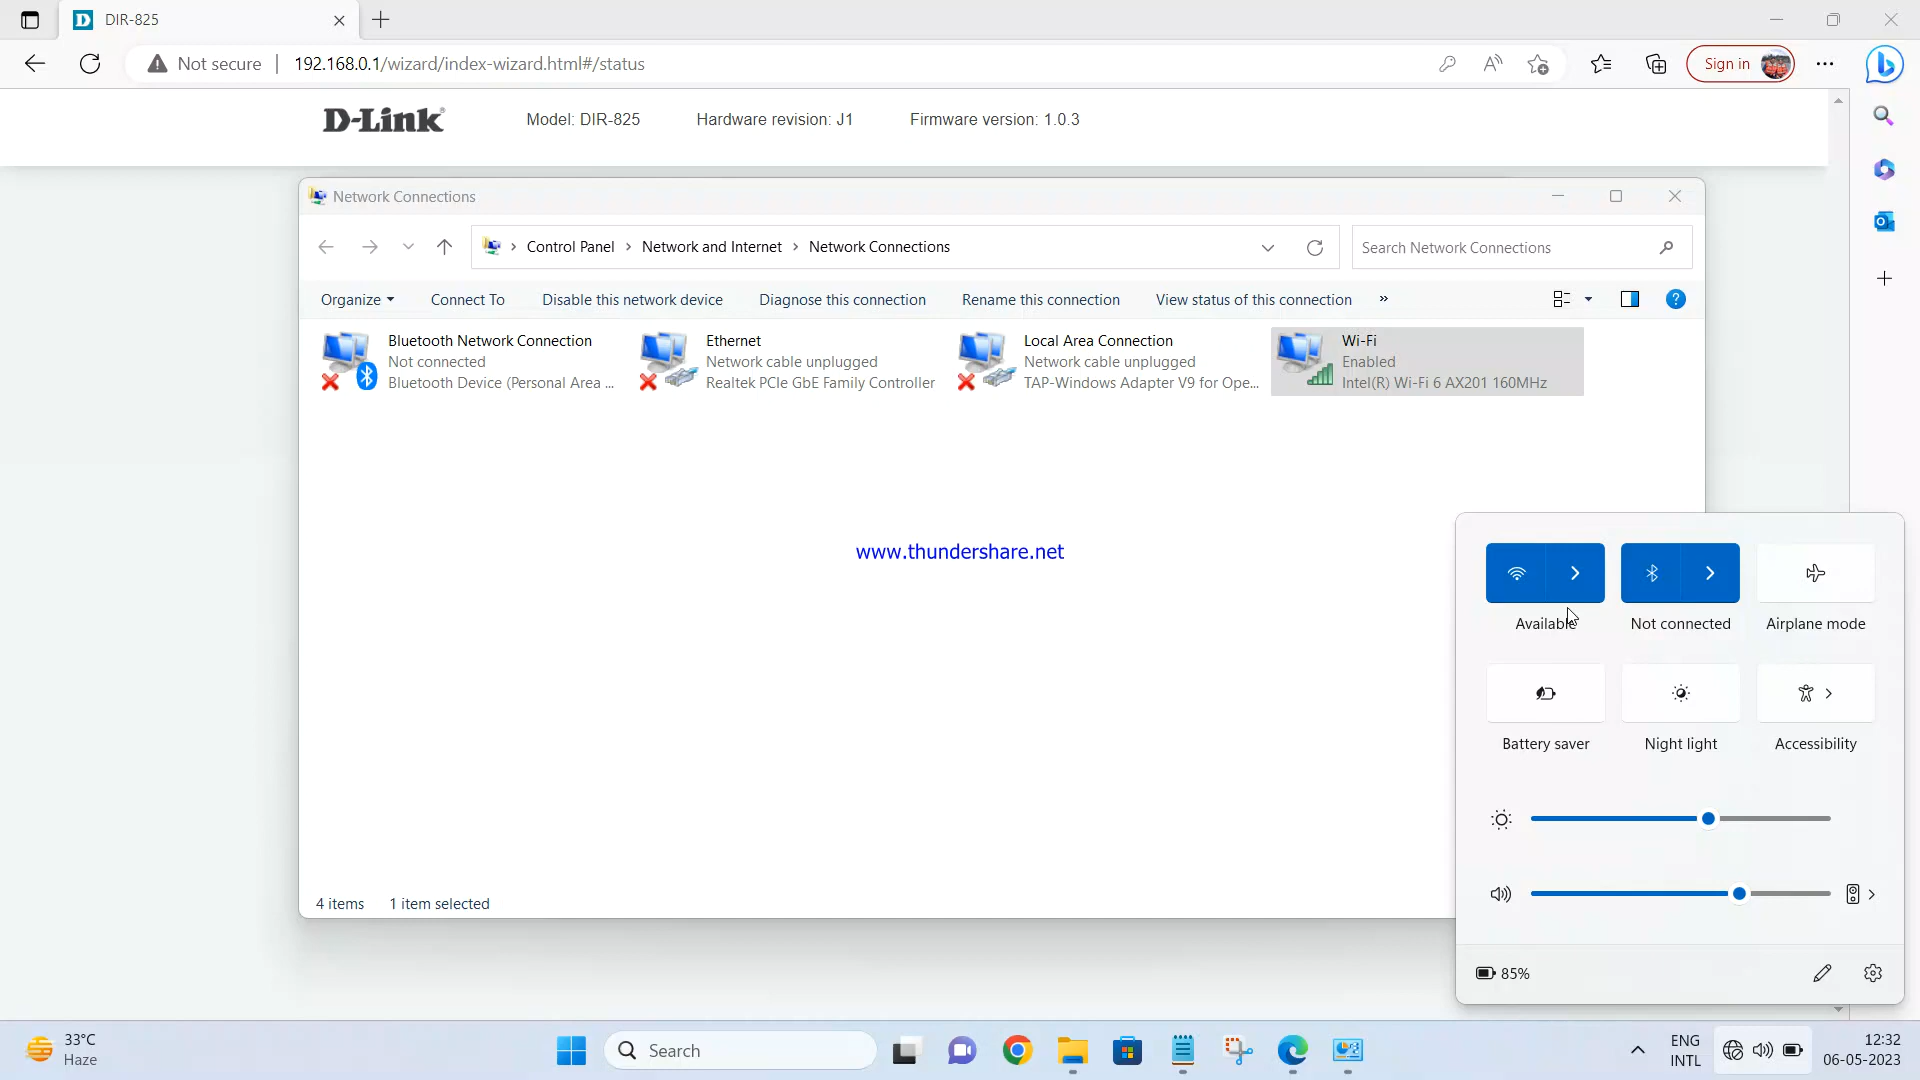 DIR-825
Not secure
192.168.0.1/wizard/index-wizard.html#/status
Sign in
D-Link
Model: DIR-825
Hardware revision: J1
Firmware version: 1.0.3
Network Connections
Control Panel > Network and Internet > Network Connections
Search Network Connections
Organize
Connect To
Disable this network device
Diagnose this connection
Rename this connection
View status of this connection
»
Bluetooth Network Connection
Not connected
Bluetooth Device (Personal Area ...
Ethernet
Network cable unplugged
Realtek PCIe GbE Family Controller
Local Area Connection
Network cable unplugged
TAP-Windows Adapter V9 for Ope...
Wi-Fi
Enabled
Intel(R) Wi-Fi 6 AX201 160MHz
www.thundershare.net
Available
Not connected
Airplane mode
Battery saver
Night light
Accessibility
85%
4 items
1 item selected
33°C
Haze
Search
ENG
INTL
12:32
06-05-2023